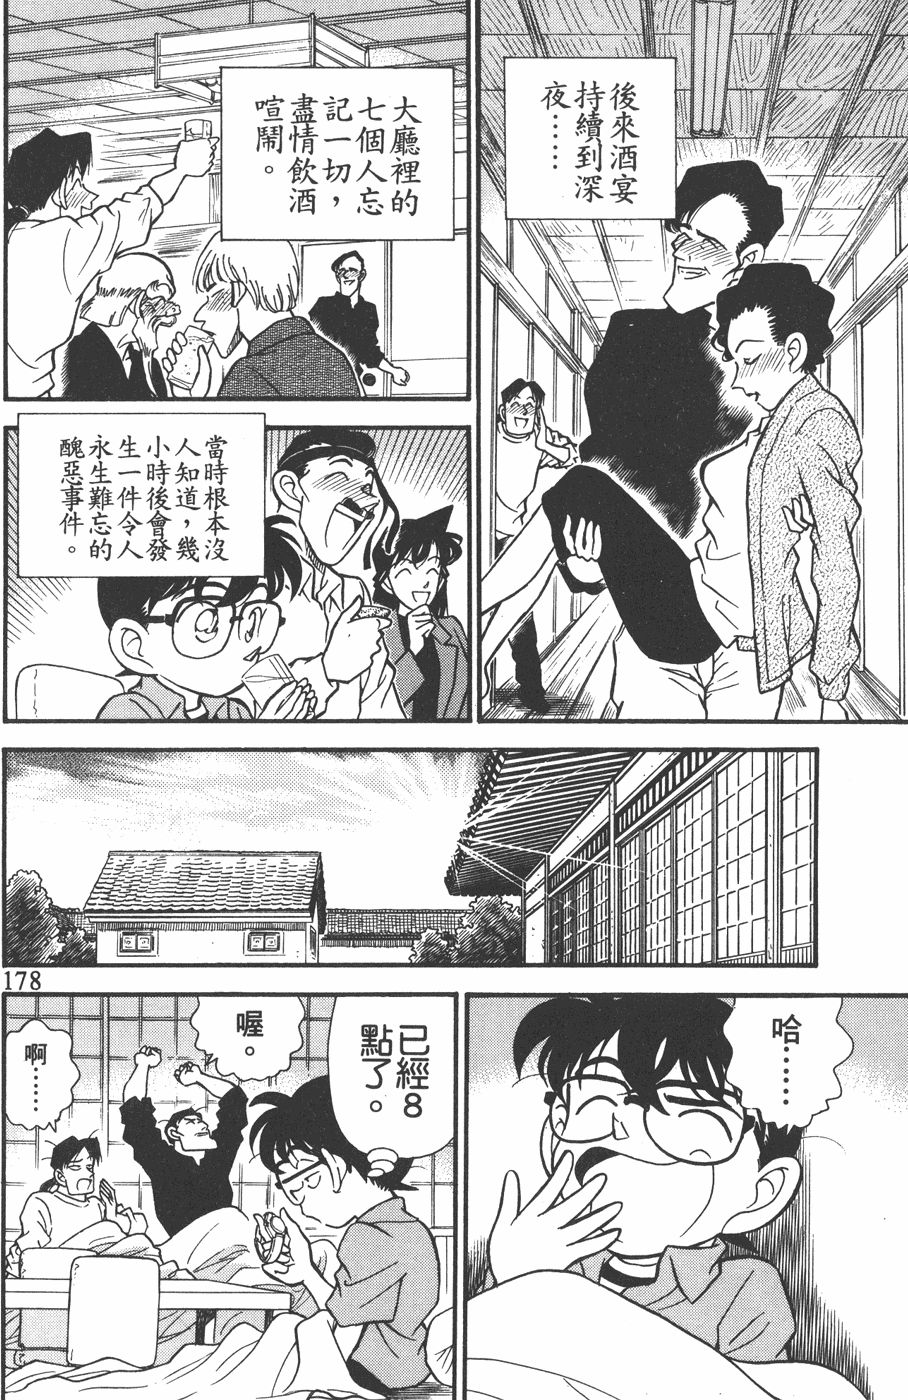 後來酒宴
持續到深
夜……
大廳裡的
七個人忘
記一切，
盡情飲酒
喧鬧。
當時根本沒
人知道，幾
小時後會發
生一件令人
永生難忘的
醜惡事件。
178
哈……
已經8
點了。
喔。
啊……